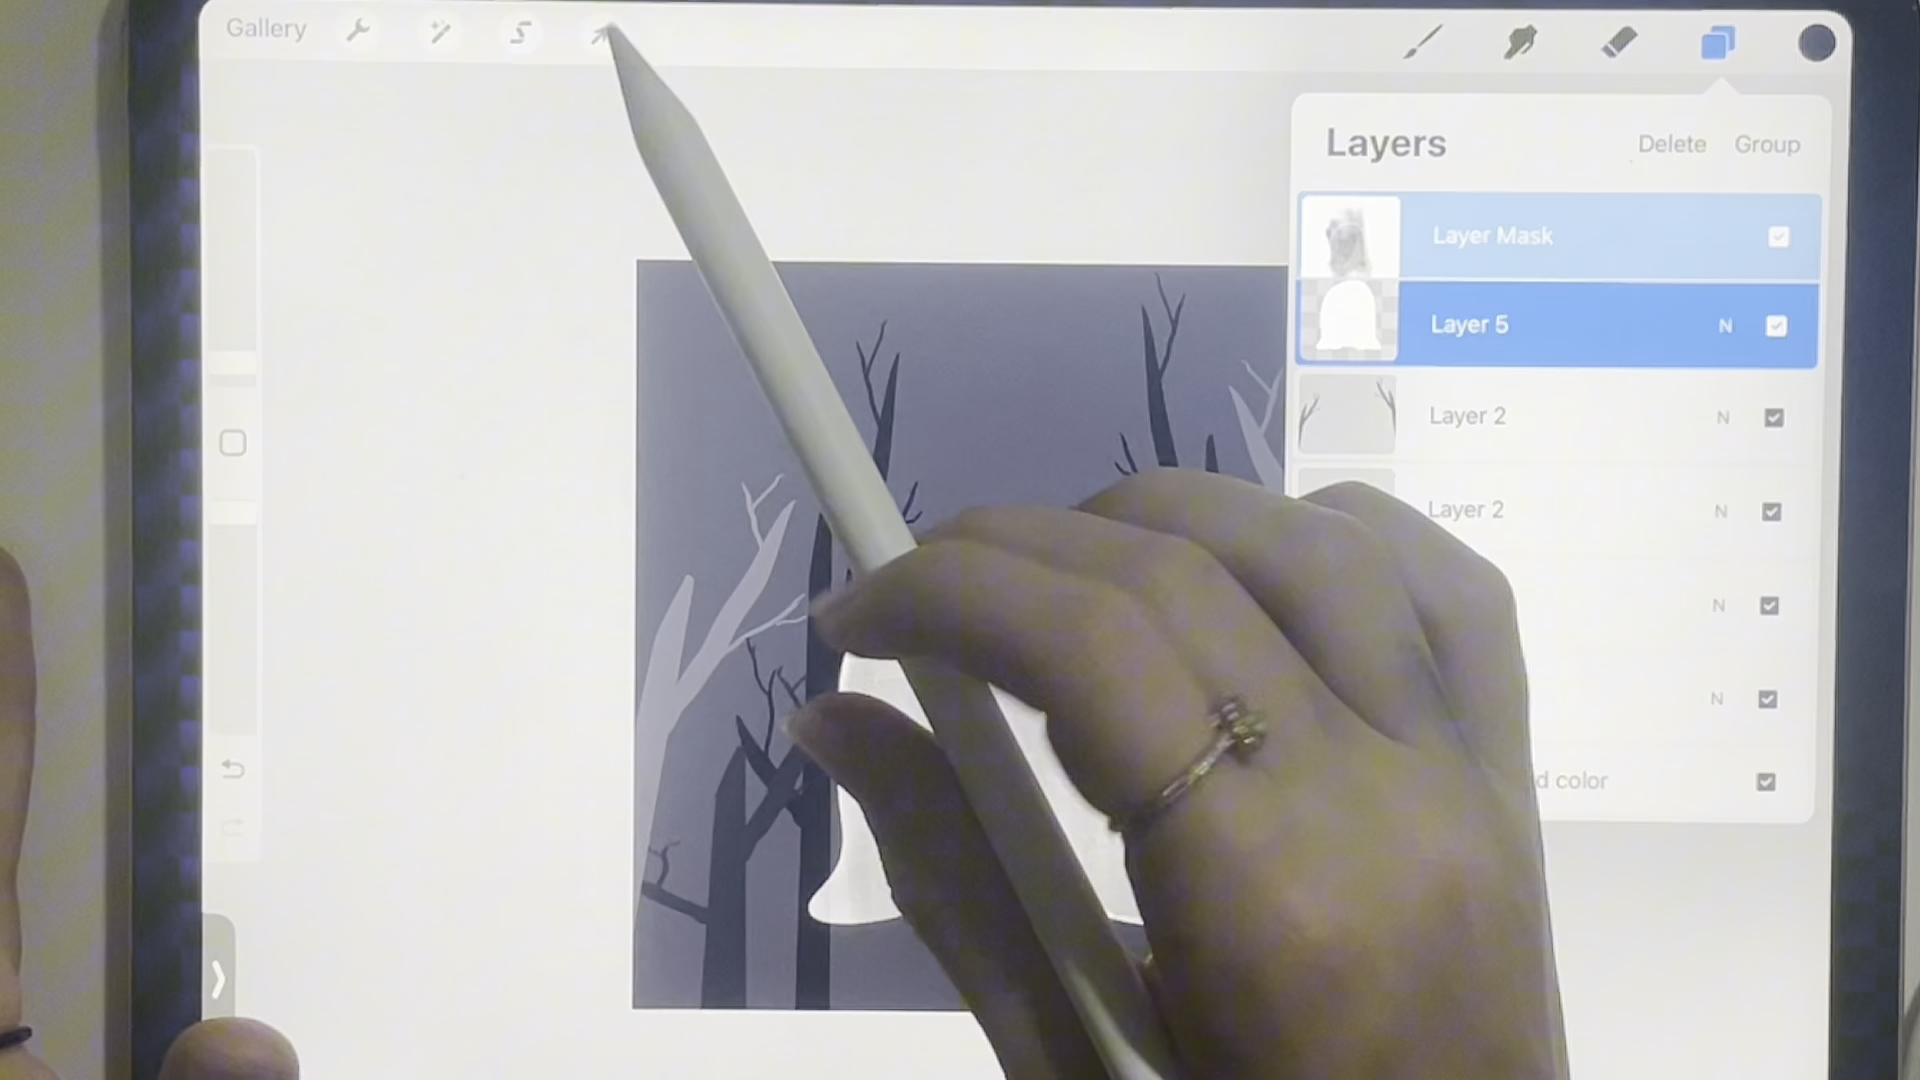 Gallery
Layers
Delete Group
Layer Mask
Layer 5 N
Layer 2 N
Layer 2 N
N
N
d color